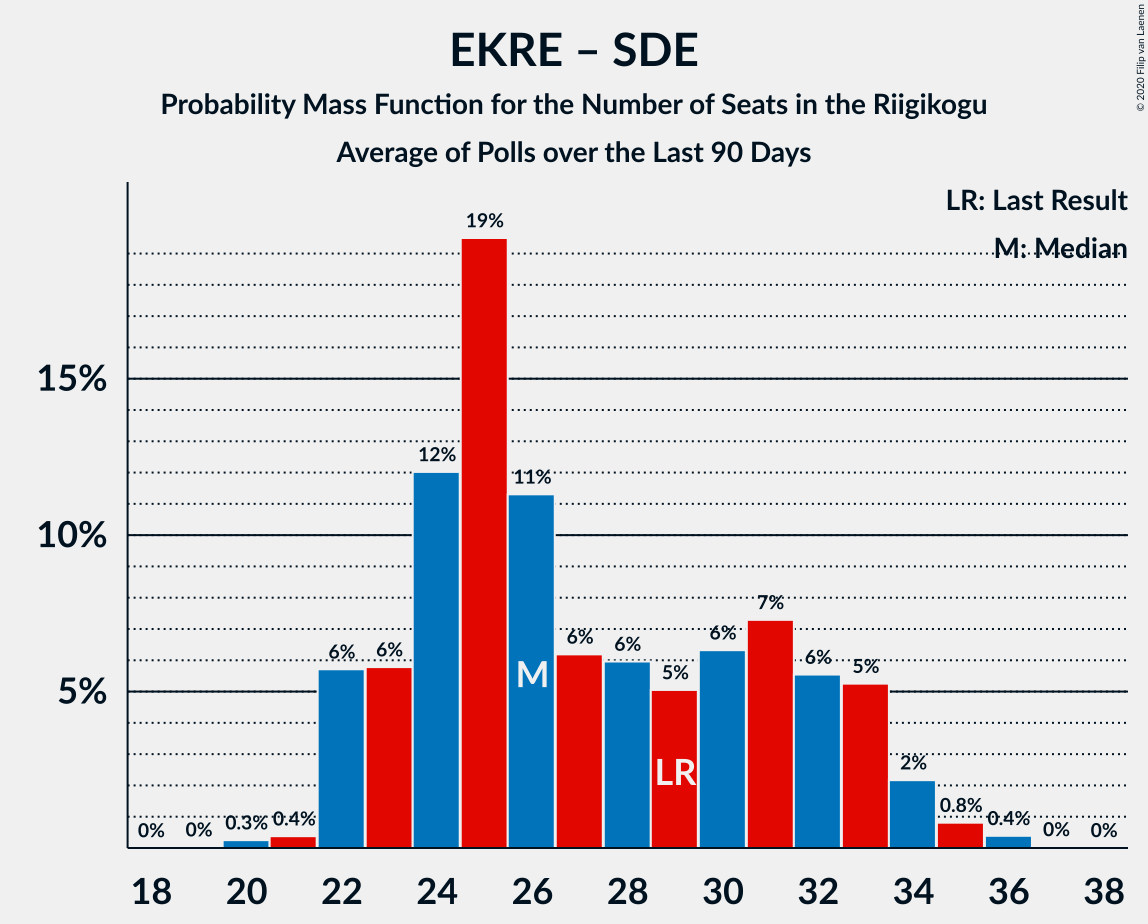 EKRE – SDE
Probability Mass Function for the Number of Seats in the Riigikogu
Average of Polls over the Last 90 Days
© 2020 Filip van Laenen
LR: Last Result
M: Median
15%
10%
5%
0%
0%
0.3%
0.4%
6%
6%
12%
19%
11%
6%
6%
5%
6%
7%
6%
5%
2%
0.8%
0.4%
0%
0%
M
LR
18 20 22 24 26 28 30 32 34 36 38